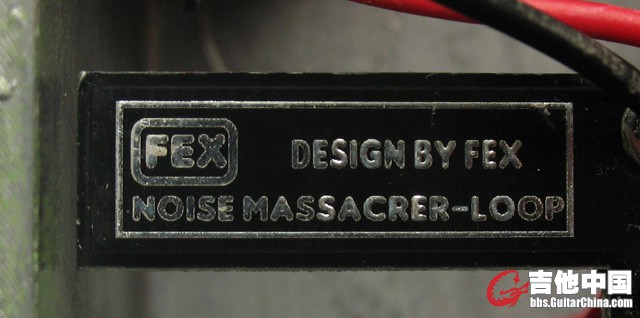 FEX DESIGN BY FEX
NOISE MASSACRER-LOOP
吉他中国
bbs.GuitarChina.com